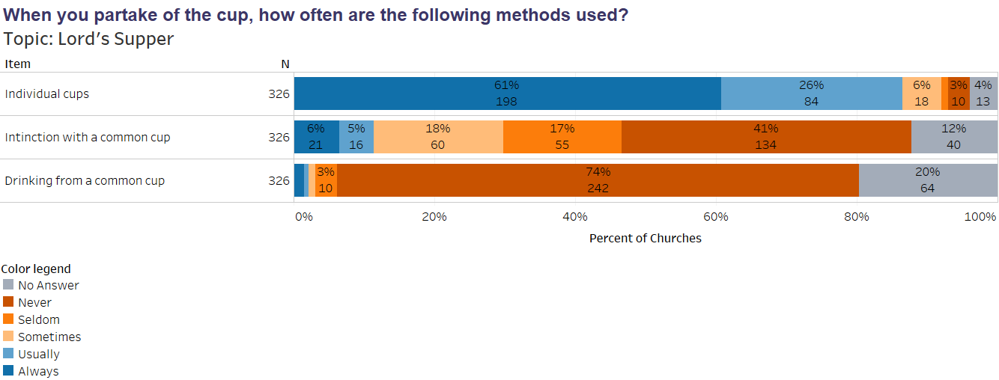 When you partake of the cup, how often are the following methods used?
Topic: Lord's Supper
Item N
Individual cups 326 61% 26% 6% 3% 4%
198 84 18 10 13
Intinction with a common cup 326 6% 5% 18% 17% 41% 12%
21 16 60 55 134 40
Drinking from a common cup 326 3% 74% 20%
10 242 64
0% 20% 40% 60% 80% 100%
Percent of Churches
Color legend
No Answer
Never
Seldom
Sometimes
Usually
Always